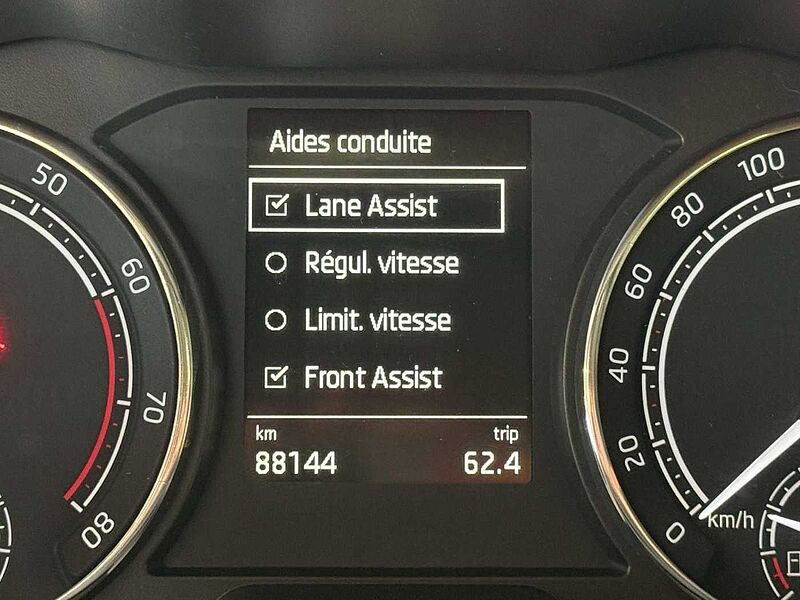 Aides conduite
Lane Assist
Régul. vitesse
Limit. vitesse
Front Assist
km trip
88144 62.4
50
60
70
80
100
80
60
40
20
0
km/h